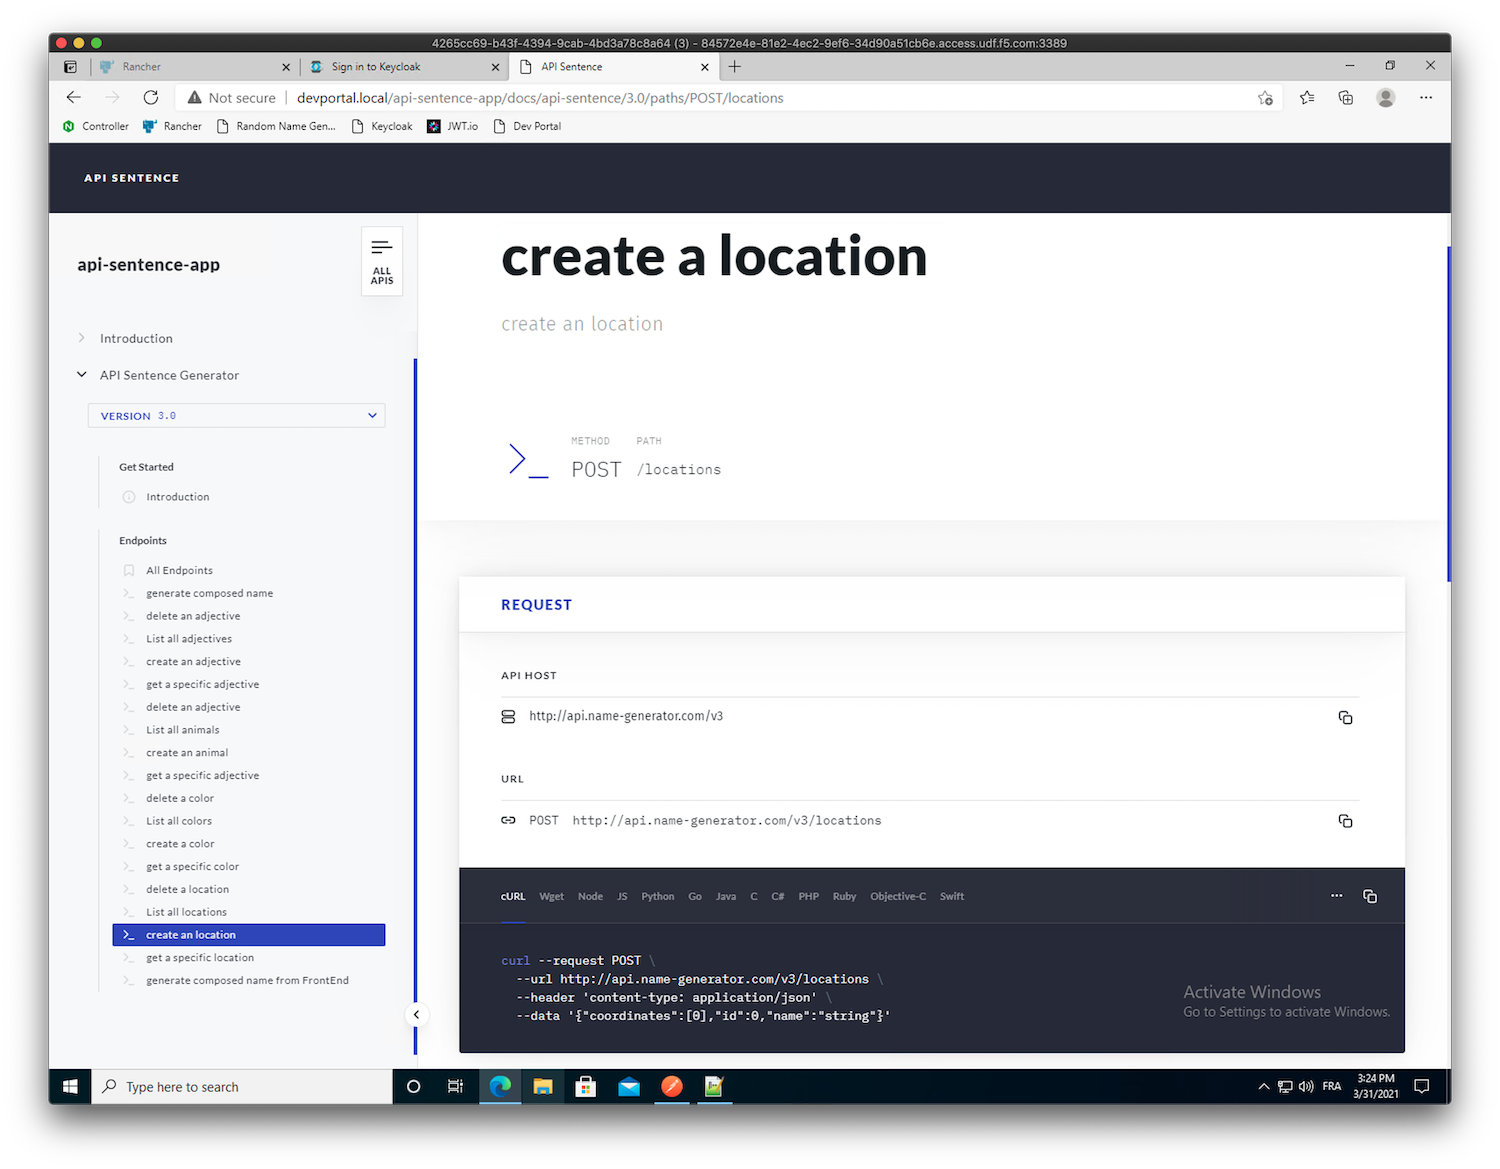 4265cc69-b43f-4394-9cab-4bd3a78c8a64 (3) - 84572e4e-81e2-4ec2-9ef6-34d90a51cb6e.access.udf.f5.com:3389
Rancher
Sign in to Keycloak
API Sentence
Not secure
devportal.local/api-sentence-app/docs/api-sentence/3.0/paths/POST/locations
Controller
Rancher
Random Name Gen...
Keycloak
JWT.io
Dev Portal
API SENTENCE
api-sentence-app
ALL
APIS
Introduction
API Sentence Generator
VERSION 3.0
Get Started
Introduction
Endpoints
All Endpoints
generate composed name
delete an adjective
List all adjectives
create an adjective
get a specific adjective
delete an adjective
List all animals
create an animal
get a specific adjective
delete a color
List all colors
create a color
get a specific color
delete a location
List all locations
create an location
get a specific location
generate composed name from FrontEnd
create a location
create an location
METHOD PATH
POST /locations
REQUEST
API HOST
http://api.name-generator.com/v3
URL
POST http://api.name-generator.com/v3/locations
cURL Wget Node JS Python Go Java C C# PHP Ruby Objective-C Swift
curl --request POST \
--url http://api.name-generator.com/v3/locations \
--header 'content-type: application/json' \
--data '{"coordinates":[0],"id":0,"name":"string"}'
Activate Windows
Go to Settings to activate Windows.
Type here to search
FRA
3:24 PM
3/31/2021